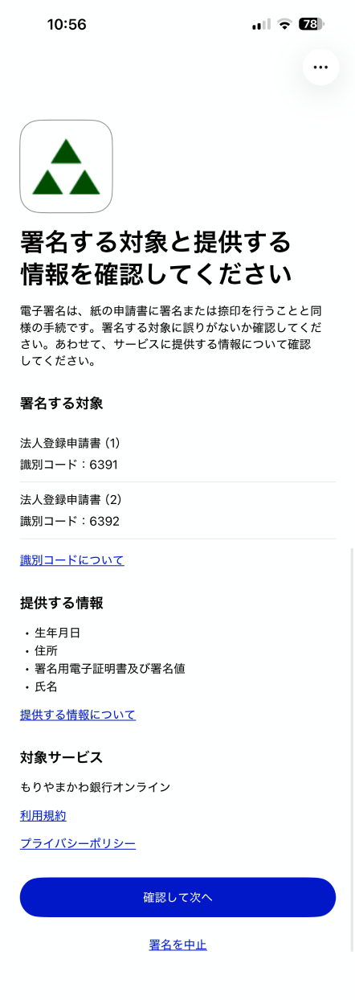 10:56
78
署名する対象と提供する
情報を確認してください
電子署名は、紙の申請書に署名または捺印を行うことと同
様の手続です。署名する対象に誤りがないか確認してくだ
さい。あわせて、サービスに提供する情報について確認
してください。
署名する対象
法人登録申請書 (1)
識別コード：6391
法人登録申請書 (2)
識別コード：6392
識別コードについて
提供する情報
・生年月日
・住所
・署名用電子証明書及び署名値
・氏名
提供する情報について
対象サービス
もりやまかわ銀行オンライン
利用規約
プライバシーポリシー
確認して次へ
署名を中止